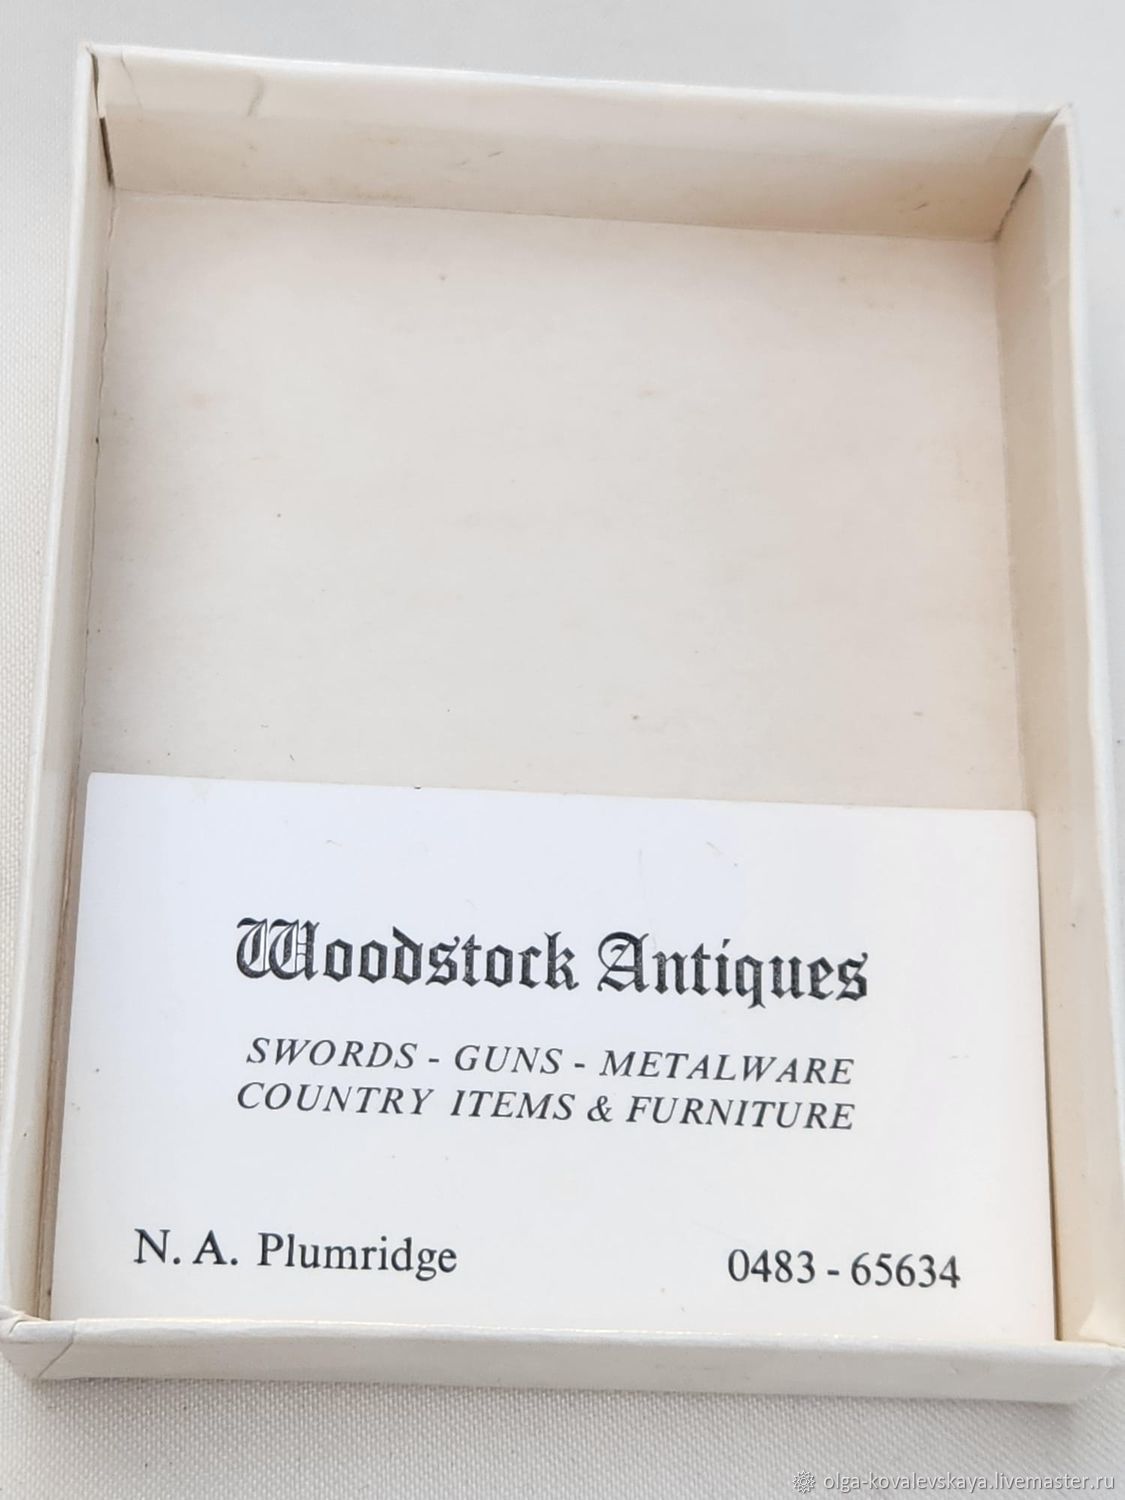 Woodstock Antiques
SWORDS - GUNS - METALWARE
COUNTRY ITEMS & FURNITURE
N. A. Plumridge 0483 - 65634
olga-kovalevskaya.livemaster.ru